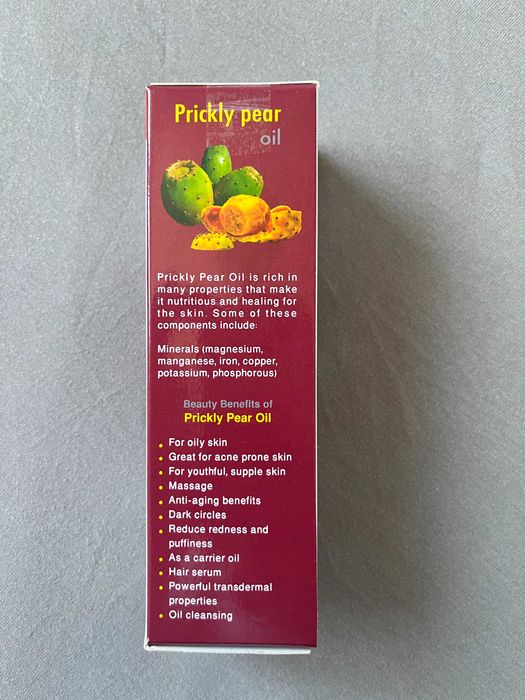 Prickly pear
oil
Prickly Pear Oil is rich in
many properties that make
it nutritious and healing for
the skin. Some of these
components include:
Minerals (magnesium,
manganese, iron, copper,
potassium, phosphorous)
Beauty Benefits of
Prickly Pear Oil
• For oily skin
• Great for acne prone skin
• For youthful, supple skin
• Massage
• Anti-aging benefits
• Dark circles
• Reduce redness and
puffiness
• As a carrier oil
• Hair serum
• Powerful transdermal
properties
• Oil cleansing